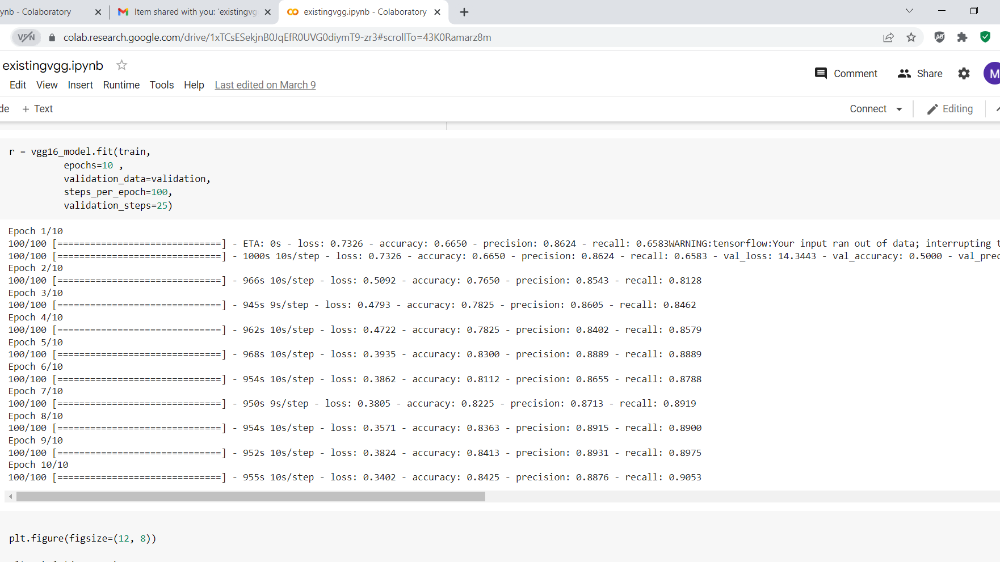 ynb - Colaboratory
Item shared with you: 'existingvg
existingvgg.ipynb - Colaboratory
VPN
colab.research.google.com/drive/1xTCsESekjnB0JqEfR0UVG0diymT9-zr3#scrollTo=43K0Ramarz8m
existingvgg.ipynb
Comment
Share
M
Edit View Insert Runtime Tools Help Last edited on March 9
de + Text
Connect
Editing
r = vgg16_model.fit(train,
epochs=10 ,
validation_data=validation,
steps_per_epoch=100,
validation_steps=25)
Epoch 1/10
100/100 [==============================] - ETA: 0s - loss: 0.7326 - accuracy: 0.6650 - precision: 0.8624 - recall: 0.6583WARNING:tensorflow:Your input ran out of data; interrupting t
100/100 [==============================] - 1000s 10s/step - loss: 0.7326 - accuracy: 0.6650 - precision: 0.8624 - recall: 0.6583 - val_loss: 14.3443 - val_accuracy: 0.5000 - val_prec
Epoch 2/10
100/100 [==============================] - 966s 10s/step - loss: 0.5092 - accuracy: 0.7650 - precision: 0.8543 - recall: 0.8128
Epoch 3/10
100/100 [==============================] - 945s 9s/step - loss: 0.4793 - accuracy: 0.7825 - precision: 0.8605 - recall: 0.8462
Epoch 4/10
100/100 [==============================] - 962s 10s/step - loss: 0.4722 - accuracy: 0.7825 - precision: 0.8402 - recall: 0.8579
Epoch 5/10
100/100 [==============================] - 968s 10s/step - loss: 0.3935 - accuracy: 0.8300 - precision: 0.8889 - recall: 0.8889
Epoch 6/10
100/100 [==============================] - 954s 10s/step - loss: 0.3862 - accuracy: 0.8112 - precision: 0.8655 - recall: 0.8788
Epoch 7/10
100/100 [==============================] - 950s 9s/step - loss: 0.3805 - accuracy: 0.8225 - precision: 0.8713 - recall: 0.8919
Epoch 8/10
100/100 [==============================] - 954s 10s/step - loss: 0.3571 - accuracy: 0.8363 - precision: 0.8915 - recall: 0.8900
Epoch 9/10
100/100 [==============================] - 952s 10s/step - loss: 0.3824 - accuracy: 0.8413 - precision: 0.8931 - recall: 0.8975
Epoch 10/10
100/100 [==============================] - 955s 10s/step - loss: 0.3402 - accuracy: 0.8425 - precision: 0.8876 - recall: 0.9053
plt.figure(figsize=(12, 8))